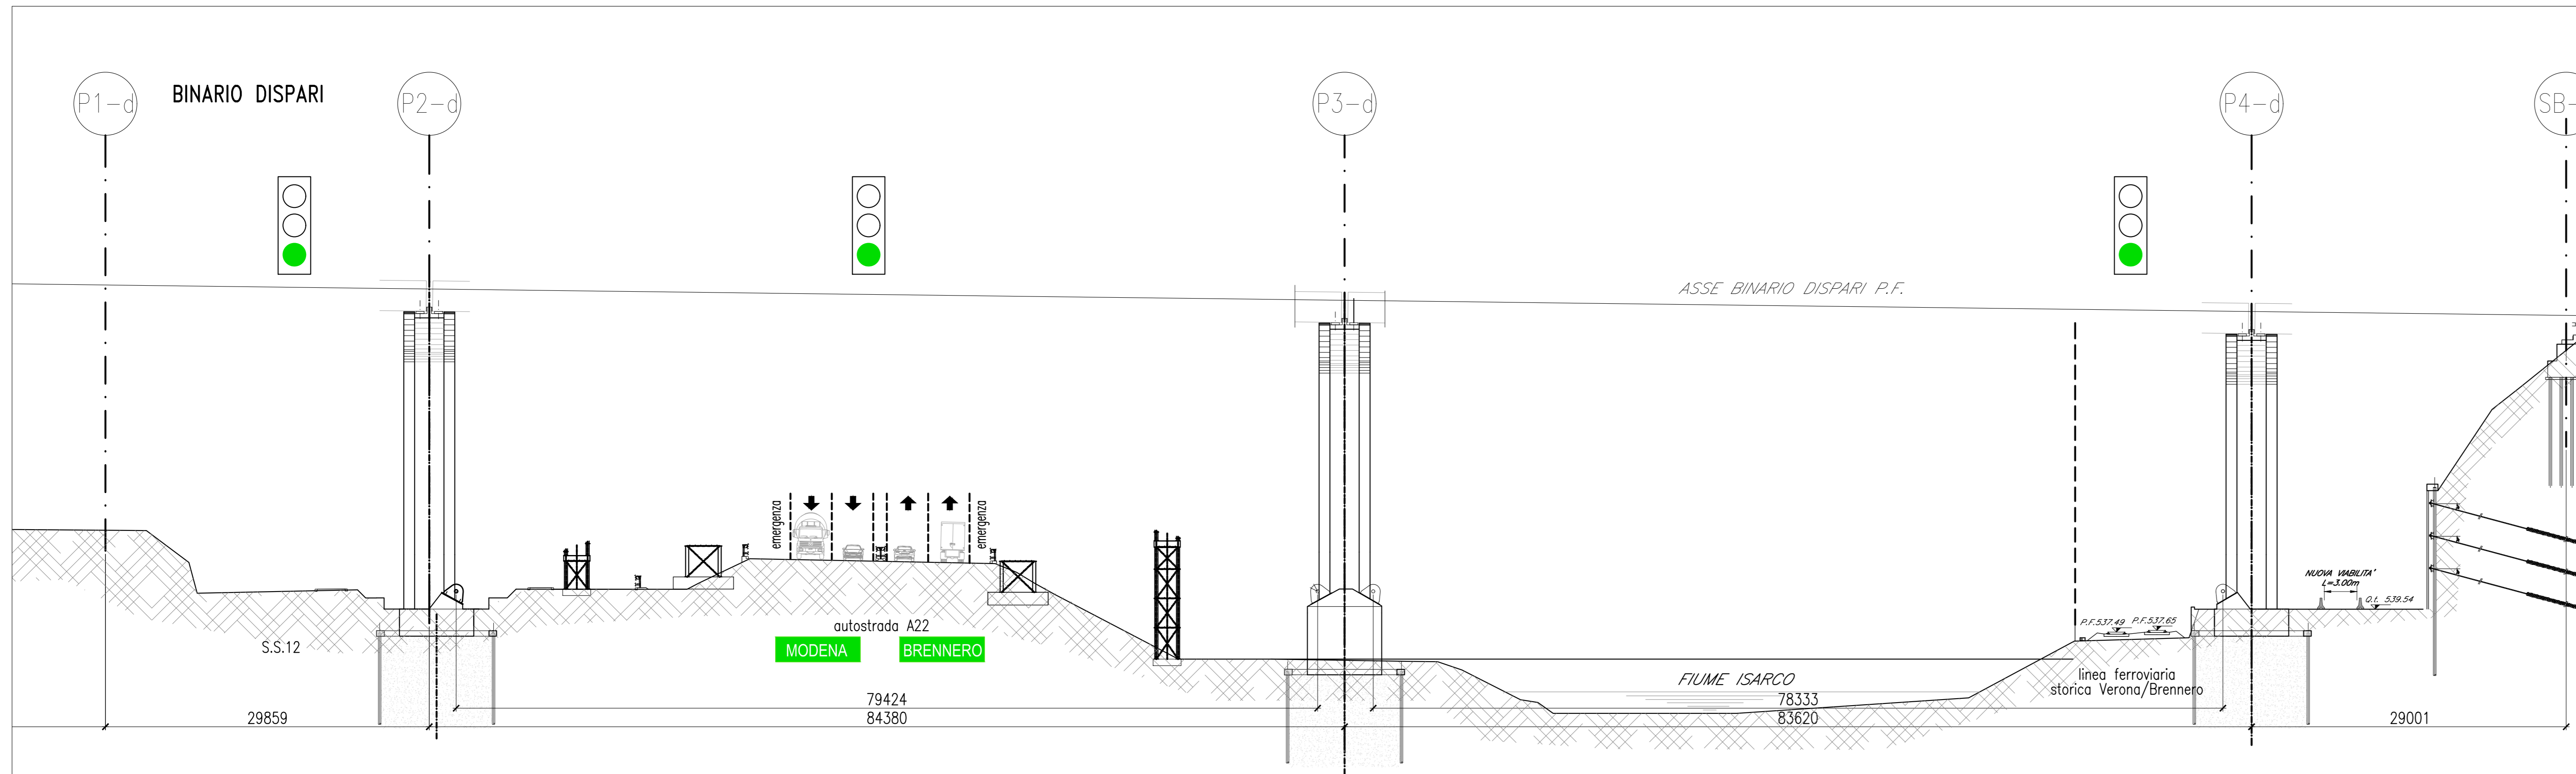 P1-d
BINARIO DISPARI
P2-d
P3-d
P4-d
SB-
ASSE BINARIO DISPARI P.F.
emergenza
emergenza
NUOVA VIABILITA'
L=3.00m
Q.t. 539.54
P.F.537.49
P.F.537.65
autostrada A22
S.S.12
MODENA
BRENNERO
FIUME ISARCO
linea ferroviaria
storica Verona/Brennero
79424
78333
29859
84380
83620
29001